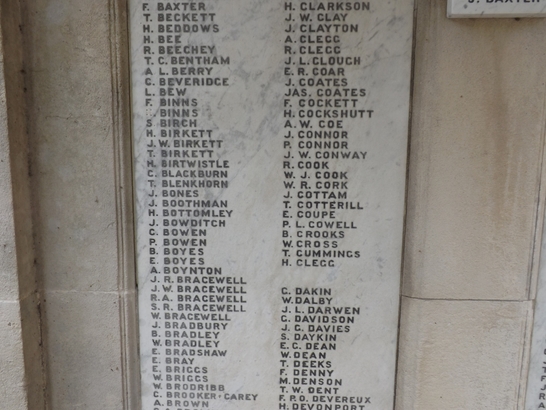 F. BAXTER
T. BECKETT
H. BEDDOWS
H. BEE
R. BEECHEY
T. C. BENTHAM
A. L. BERRY
C. BEVERIDGE
L. BEW
F. BINNS
BINNS
S. BIRCH
H. BIRKETT
J. W. BIRKETT
T. BIRKETT
H. BIRTWISTLE
C. BLACKBURN
T. BLENKHORN
J. BONES
J. BOOTHMAN
H. BOTTOMLEY
J. BOWDITCH
C. BOWEN
P. BOWEN
B. BOYES
E. BOYES
A. BOYNTON
J. R. BRACEWELL
J. W. BRACEWELL
R. A. BRACEWELL
S. R. BRACEWELL
W. BRACEWELL
J. BRADBURY
B. BRADLEY
W. BRADLEY
E. BRADSHAW
E. BRAY
E. BRIGGS
W. BRIGGS
W. BRODRIBB
C. BROOKER-CAREY
A. BROWN
H. CLARKSON
J. W. CLAY
J. CLAYTON
A. CLEGG
R. CLEGG
J. L. CLOUGH
E. R. COAR
J. COATES
JAS. COATES
F. COCKETT
H. COCKSHUTT
A. W. COE
J. CONNOR
P. CONNOR
J. W. CONWAY
R. COOK
W. J. COOK
W. R. CORK
J. COTTAM
T. COTTERILL
E. COUPE
P. L. COWELL
B. CROOKS
W. CROSS
T. CUMMINGS
H. CLEGG
C. DAKIN
W. DALBY
J. L. DARWEN
C. DAVIDSON
J. C. DAVIES
S. DAYKIN
E. C. DEAN
W. DEAN
T. DEEKS
F. DENNY
M. DENSON
T. W. DENT
F. P. O. DEVEREUX
H. DEVONPORT
J. BAXTER